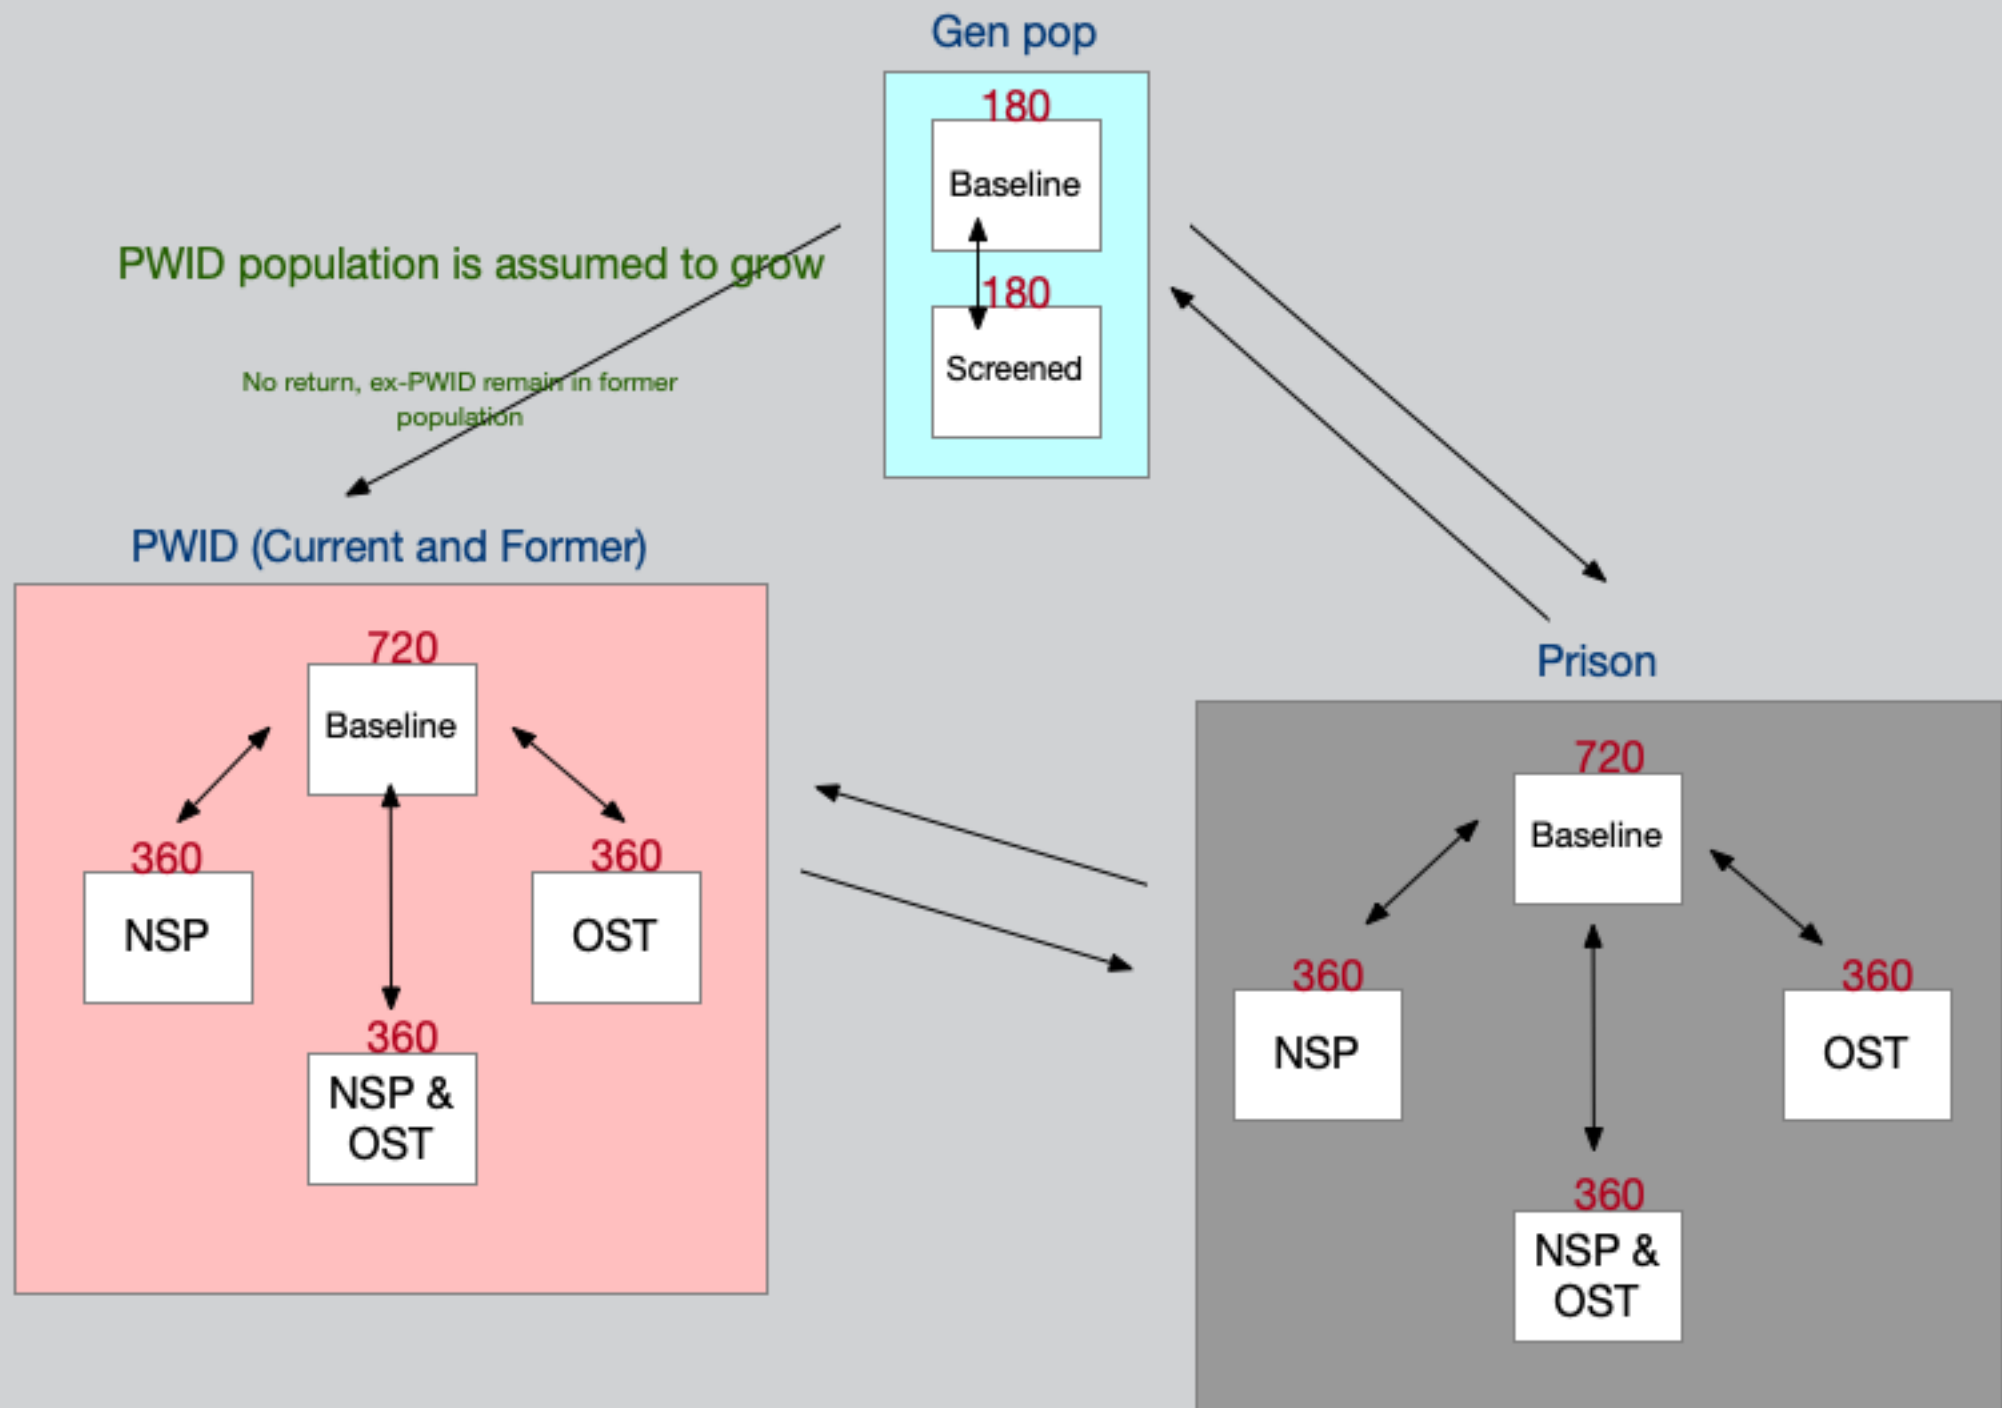 Gen pop
180
Baseline
180
Screened
PWID population is assumed to grow
No return, ex-PWID remain in former
population
PWID (Current and Former)
720
Baseline
360
NSP
360
OST
360
NSP &
OST
Prison
720
Baseline
360
NSP
360
OST
360
NSP &
OST